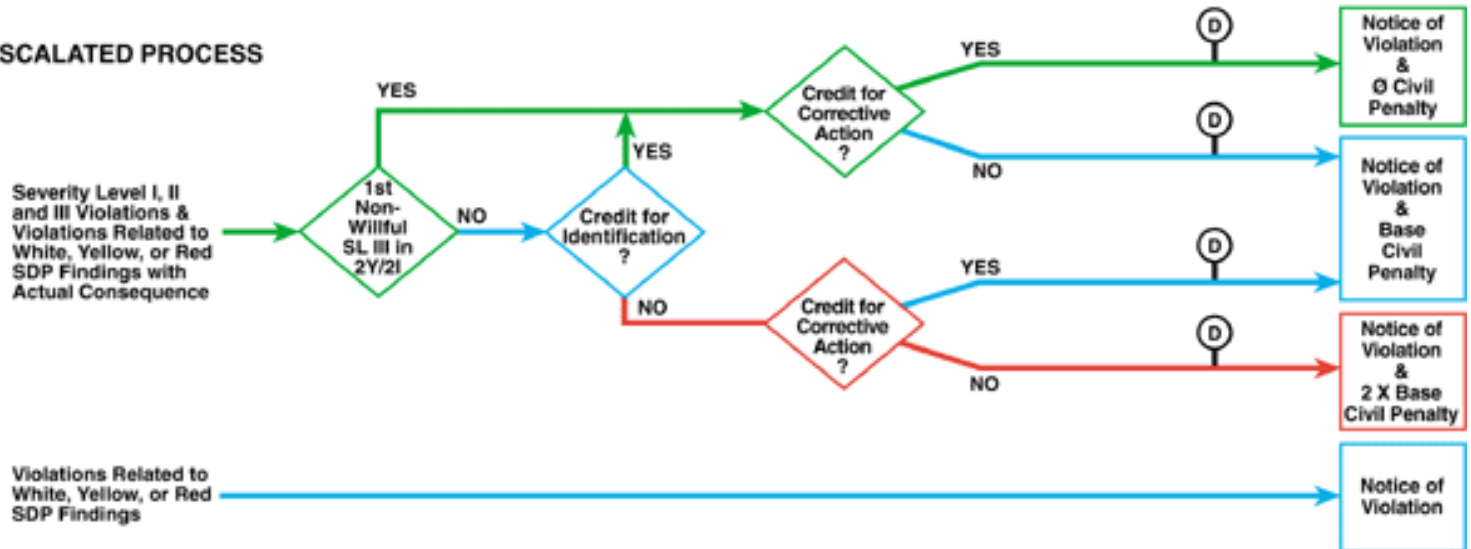 SCALATED PROCESS
Severity Level I, II
and III Violations &
Violations Related to
White, Yellow, or Red
SDP Findings with
Actual Consequence
1st
Non-
Willful
SL III in
2Y/2I
YES
NO
Credit for
Identification
?
YES
NO
Credit for
Corrective
Action
?
YES
NO
D
D
Credit for
Corrective
Action
?
YES
NO
D
D
Notice of
Violation
&
Ø Civil
Penalty
Notice of
Violation
&
Base
Civil
Penalty
Notice of
Violation
&
2 X Base
Civil Penalty
Violations Related to
White, Yellow, or Red
SDP Findings
Notice of
Violation